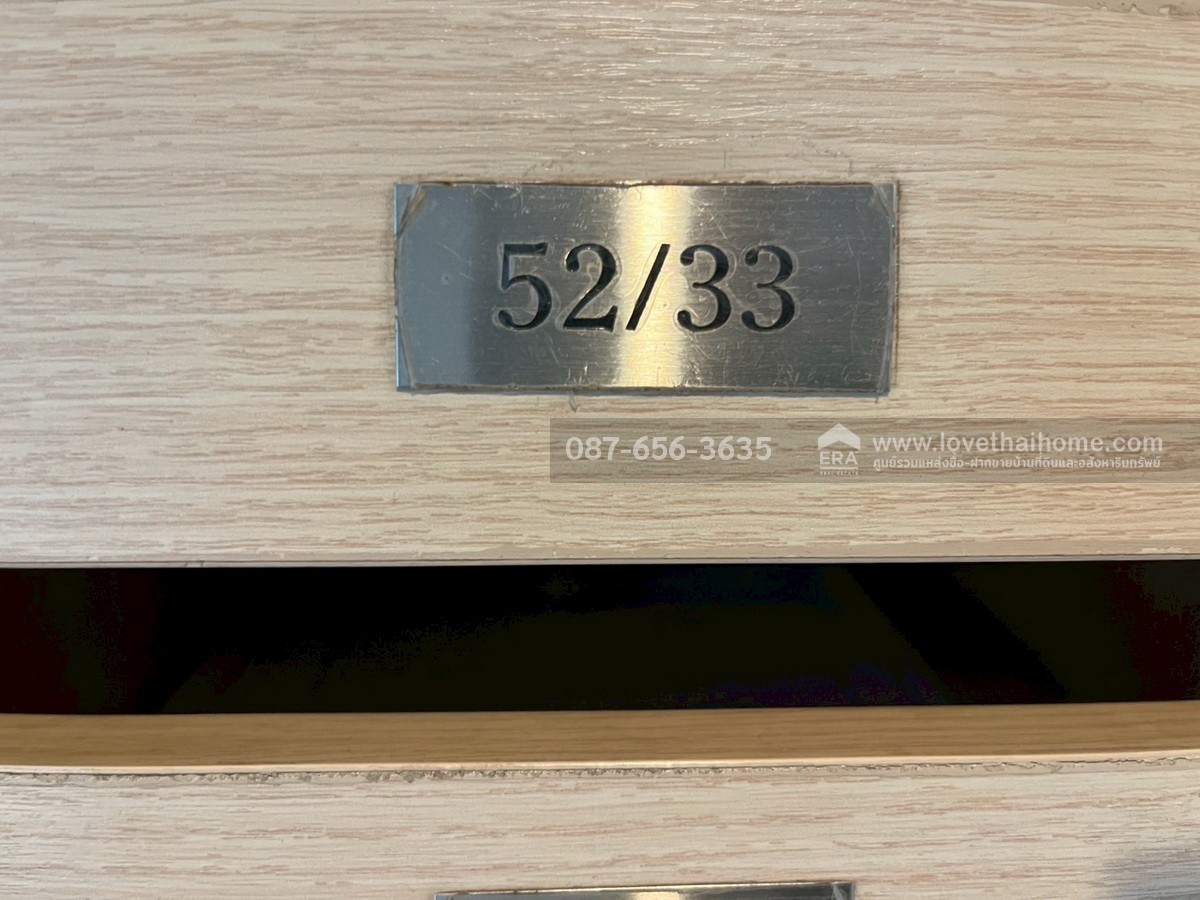 52/33
087-656-3635
ERA
REAL ESTATE
www.lovethaihome.com
ศูนย์รวมแหล่งซื้อ-ฝากขายบ้านที่ดินและอสังหาริมทรัพย์